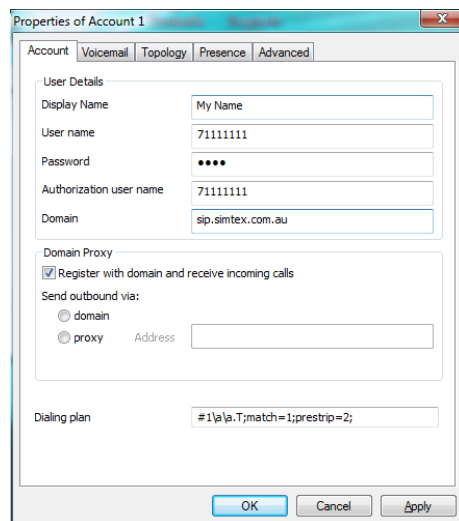 Properties of Account 1
Account Voicemail Topology Presence Advanced
User Details
Display Name My Name
User name 71111111
Password ••••
Authorization user name 71111111
Domain sip.simtex.com.au
Domain Proxy
Register with domain and receive incoming calls
Send outbound via:
domain
proxy Address
Dialing plan #1\a\a.T;match=1;prestrip=2;
OK Cancel Apply